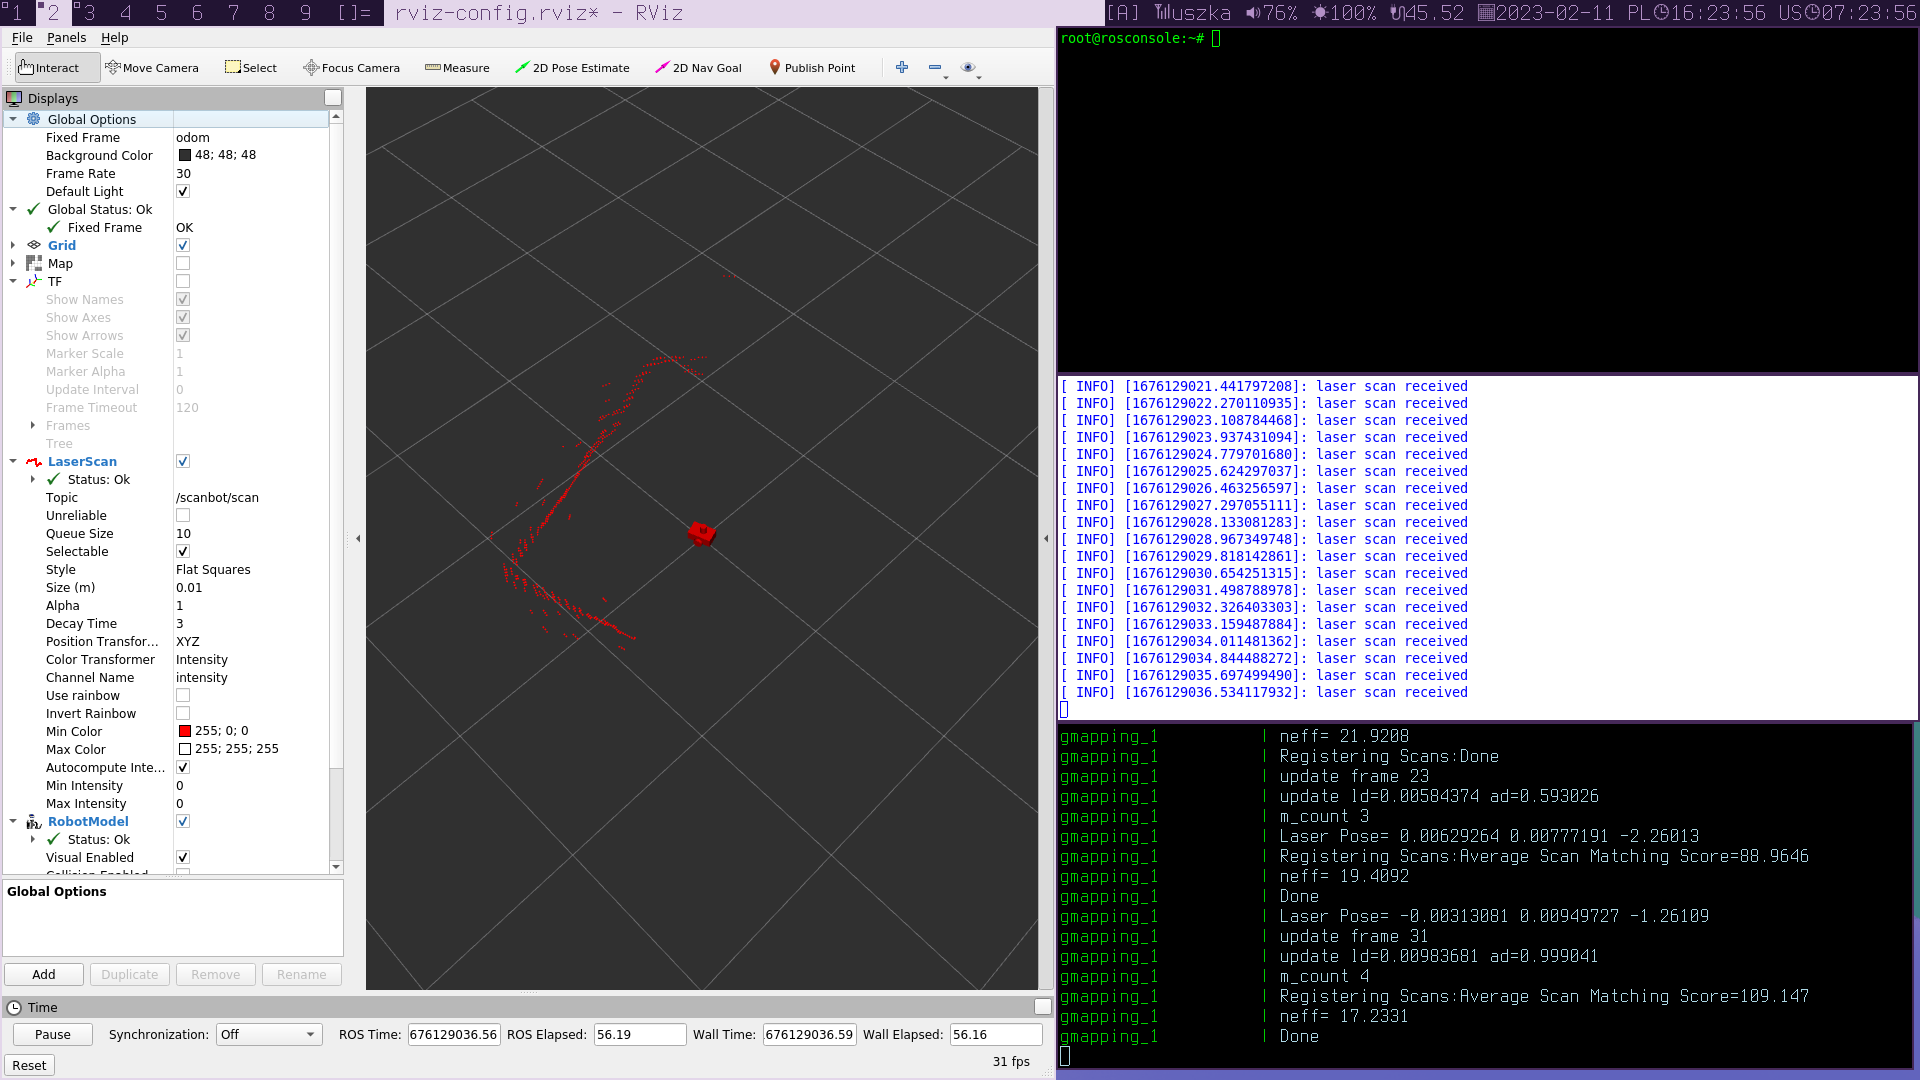 1 2 3 4 5 6 7 8 9 []= rviz-config.rviz* - RViz [A] luszka 76% 100% 45.52 2023-02-11 PL 16:23:56 US 07:23:56
File Panels Help
Interact Move Camera Select Focus Camera Measure 2D Pose Estimate 2D Nav Goal Publish Point
Displays
Global Options
Fixed Frame odom
Background Color 48; 48; 48
Frame Rate 30
Default Light
Global Status: Ok
Fixed Frame OK
Grid
Map
TF
Show Names
Show Axes
Show Arrows
Marker Scale 1
Marker Alpha 1
Update Interval 0
Frame Timeout 120
Frames
Tree
LaserScan
Status: Ok
Topic /scanbot/scan
Unreliable
Queue Size 10
Selectable
Style Flat Squares
Size (m) 0.01
Alpha 1
Decay Time 3
Position Transfor... XYZ
Color Transformer Intensity
Channel Name intensity
Use rainbow
Invert Rainbow
Min Color 255; 0; 0
Max Color 255; 255; 255
Autocompute Inte...
Min Intensity 0
Max Intensity 0
RobotModel
Status: Ok
Visual Enabled
Collision Enabled
Global Options
Add Duplicate Remove Rename
Time
Pause Synchronization: Off ROS Time: 676129036.56 ROS Elapsed: 56.19 Wall Time: 676129036.59 Wall Elapsed: 56.16
Reset 31 fps
root@rosconsole:~#
[ INFO] [1676129021.441797208]: laser scan received
[ INFO] [1676129022.270110935]: laser scan received
[ INFO] [1676129023.108784468]: laser scan received
[ INFO] [1676129023.937431094]: laser scan received
[ INFO] [1676129024.779701680]: laser scan received
[ INFO] [1676129025.624297037]: laser scan received
[ INFO] [1676129026.463256597]: laser scan received
[ INFO] [1676129027.297055111]: laser scan received
[ INFO] [1676129028.133081283]: laser scan received
[ INFO] [1676129028.967349748]: laser scan received
[ INFO] [1676129029.818142861]: laser scan received
[ INFO] [1676129030.654251315]: laser scan received
[ INFO] [1676129031.498788978]: laser scan received
[ INFO] [1676129032.326403303]: laser scan received
[ INFO] [1676129033.159487884]: laser scan received
[ INFO] [1676129034.011481362]: laser scan received
[ INFO] [1676129034.844488272]: laser scan received
[ INFO] [1676129035.697499490]: laser scan received
[ INFO] [1676129036.534117932]: laser scan received
gmapping_1 | neff= 21.9208
gmapping_1 | Registering Scans:Done
gmapping_1 | update frame 23
gmapping_1 | update ld=0.00584374 ad=0.593026
gmapping_1 | m_count 3
gmapping_1 | Laser Pose= 0.00629264 0.00777191 -2.26013
gmapping_1 | Registering Scans:Average Scan Matching Score=88.9646
gmapping_1 | neff= 19.4092
gmapping_1 | Done
gmapping_1 | Laser Pose= -0.00313081 0.00949727 -1.26109
gmapping_1 | update frame 31
gmapping_1 | update ld=0.00983681 ad=0.999041
gmapping_1 | m_count 4
gmapping_1 | Registering Scans:Average Scan Matching Score=109.147
gmapping_1 | neff= 17.2331
gmapping_1 | Done